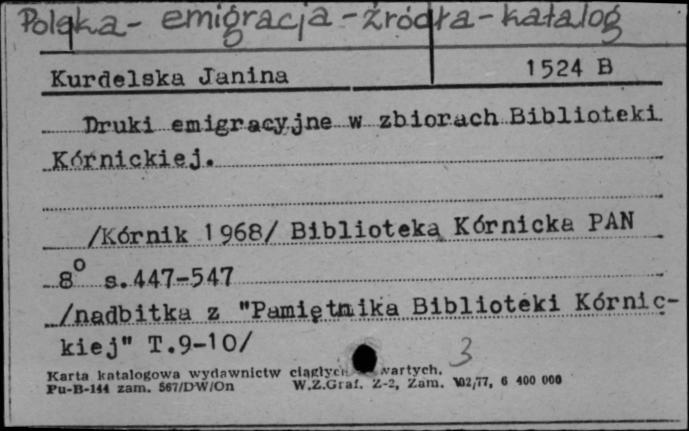 Polska - emigracja - źródła - katalog
Kurdelska Janina 1524 B
Druki emigracyjne w zbiorach Biblioteki
Kórnickiej.
/Kórnik 1968/ Biblioteka Kórnicka PAN
8° s.447-547
/nadbitka z "Pamiętnika Biblioteki Kórnic-
kiej" T.9-10/
3
Karta katalogowa wydawnictw ciągłych wartych.
Pu-B-144 zam. 567/DW/On W.Z.Graf. Z-2, Zam. 102/77, 6 400 000